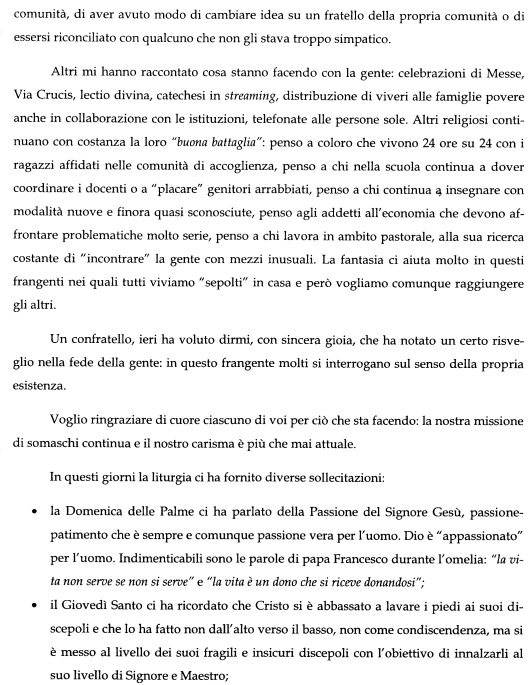 comunità, di aver avuto modo di cambiare idea su un fratello della propria comunità o di
essersi riconciliato con qualcuno che non gli stava troppo simpatico.
Altri mi hanno raccontato cosa stanno facendo con la gente: celebrazioni di Messe,
Via Crucis, lectio divina, catechesi in streaming, distribuzione di viveri alle famiglie povere
anche in collaborazione con le istituzioni, telefonate alle persone sole. Altri religiosi conti-
nuano con costanza la loro "buona battaglia": penso a coloro che vivono 24 ore su 24 con i
ragazzi affidati nelle comunità di accoglienza, penso a chi nella scuola continua a dover
coordinare i docenti o a "placare" genitori arrabbiati, penso a chi continua a insegnare con
modalità nuove e finora quasi sconosciute, penso agli addetti all'economia che devono af-
frontare problematiche molto serie, penso a chi lavora in ambito pastorale, alla sua ricerca
costante di "incontrare" la gente con mezzi inusuali. La fantasia ci aiuta molto in questi
frangenti nei quali tutti viviamo "sepolti" in casa e però vogliamo comunque raggiungere
gli altri.
Un confratello, ieri ha voluto dirmi, con sincera gioia, che ha notato un certo risve-
glio nella fede della gente: in questo frangente molti si interrogano sul senso della propria
esistenza.
Voglio ringraziare di cuore ciascuno di voi per ciò che sta facendo: la nostra missione
di somaschi continua e il nostro carisma è più che mai attuale.
In questi giorni la liturgia ci ha fornito diverse sollecitazioni:
• la Domenica delle Palme ci ha parlato della Passione del Signore Gesù, passione-
patimento che è sempre e comunque passione vera per l'uomo. Dio è "appassionato"
per l'uomo. Indimenticabili sono le parole di papa Francesco durante l'omelia: "la vi-
ta non serve se non si serve" e "la vita è un dono che si riceve donandosi";
• il Giovedì Santo ci ha ricordato che Cristo si è abbassato a lavare i piedi ai suoi di-
scepoli e che lo ha fatto non dall'alto verso il basso, non come condiscendenza, ma si
è messo al livello dei suoi fragili e insicuri discepoli con l'obiettivo di innalzarli al
suo livello di Signore e Maestro;